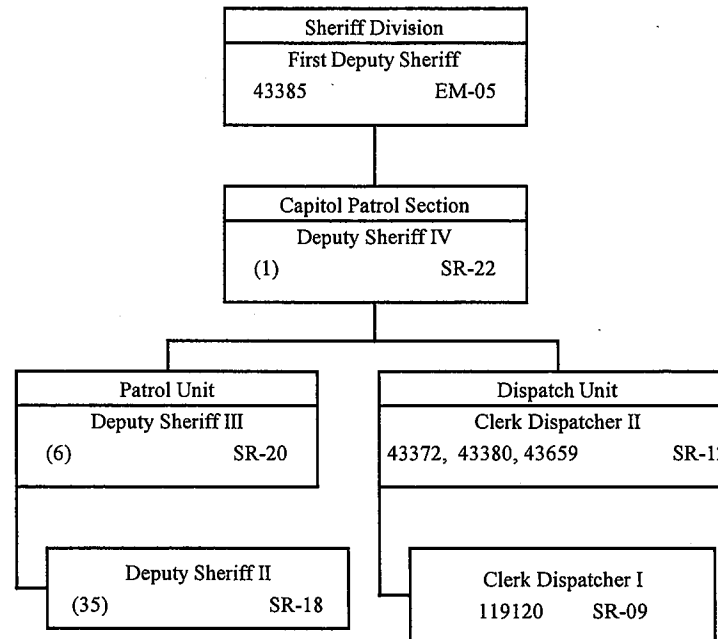 Sheriff Division
First Deputy Sheriff
43385 EM-05
Capitol Patrol Section
Deputy Sheriff IV
(1) SR-22
Patrol Unit
Deputy Sheriff III
(6) SR-20
Deputy Sheriff II
(35) SR-18
Dispatch Unit
Clerk Dispatcher II
43372, 43380, 43659
Clerk Dispatcher I
119120 SR-09